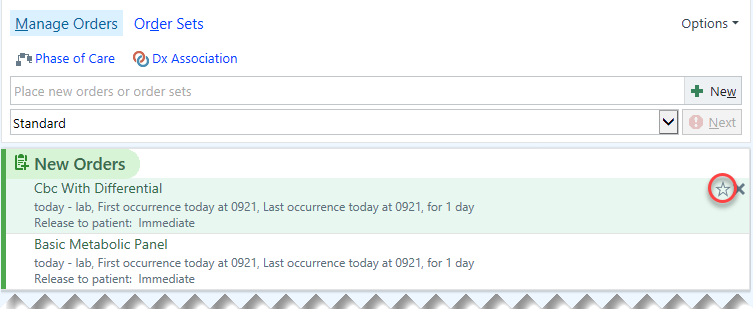 Manage Orders Order Sets Options
Phase of Care Dx Association
Place new orders or order sets New
Standard Next
New Orders
Cbc With Differential
today - lab, First occurrence today at 0921, Last occurrence today at 0921, for 1 day
Release to patient: Immediate
Basic Metabolic Panel
today - lab, First occurrence today at 0921, Last occurrence today at 0921, for 1 day
Release to patient: Immediate